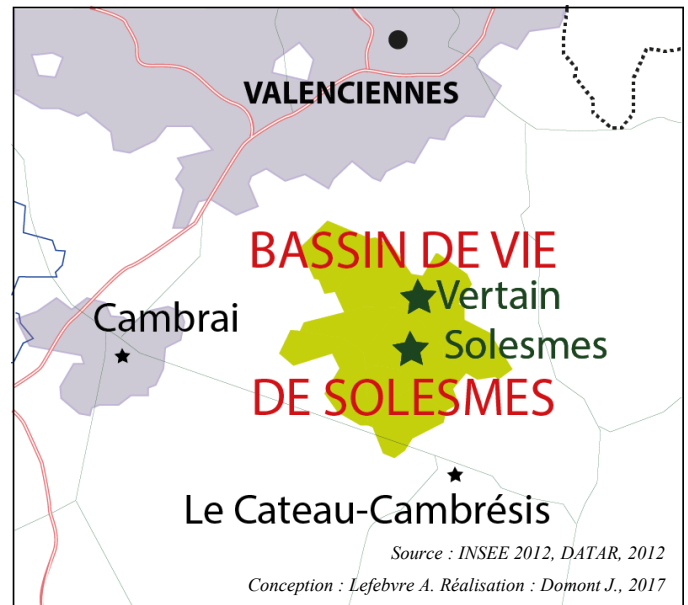 VALENCIENNES
BASSIN DE VIE
Vertain
Cambrai
Solesmes
DE SOLESMES
Le Cateau-Cambrésis
Source : INSEE 2012, DATAR, 2012
Conception : Lefebvre A. Réalisation : Domont J., 2017